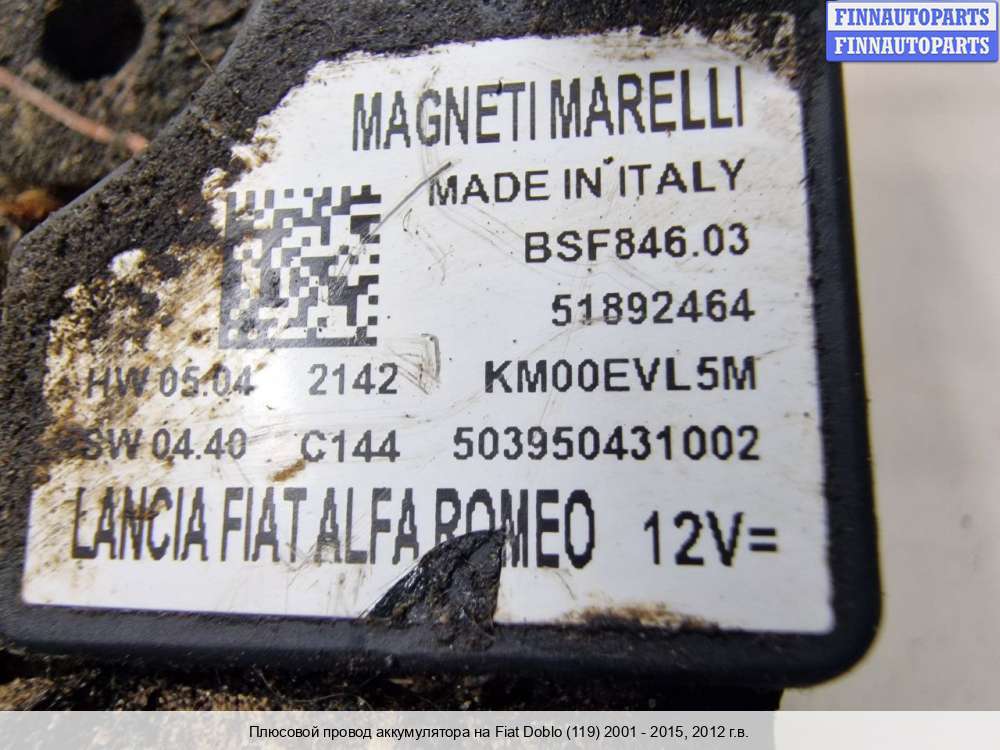 FINNAUTOPARTS
FINNAUTOPARTS
MAGNETI MARELLI
MADE IN ITALY
BSF846.03
51892464
HW 05.04 2142 KM00EVL5M
SW 04.40 C144 503950431002
LANCIA FIAT ALFA ROMEO 12V=
Плюсовой провод аккумулятора на Fiat Doblo (119) 2001 - 2015, 2012 г.в.